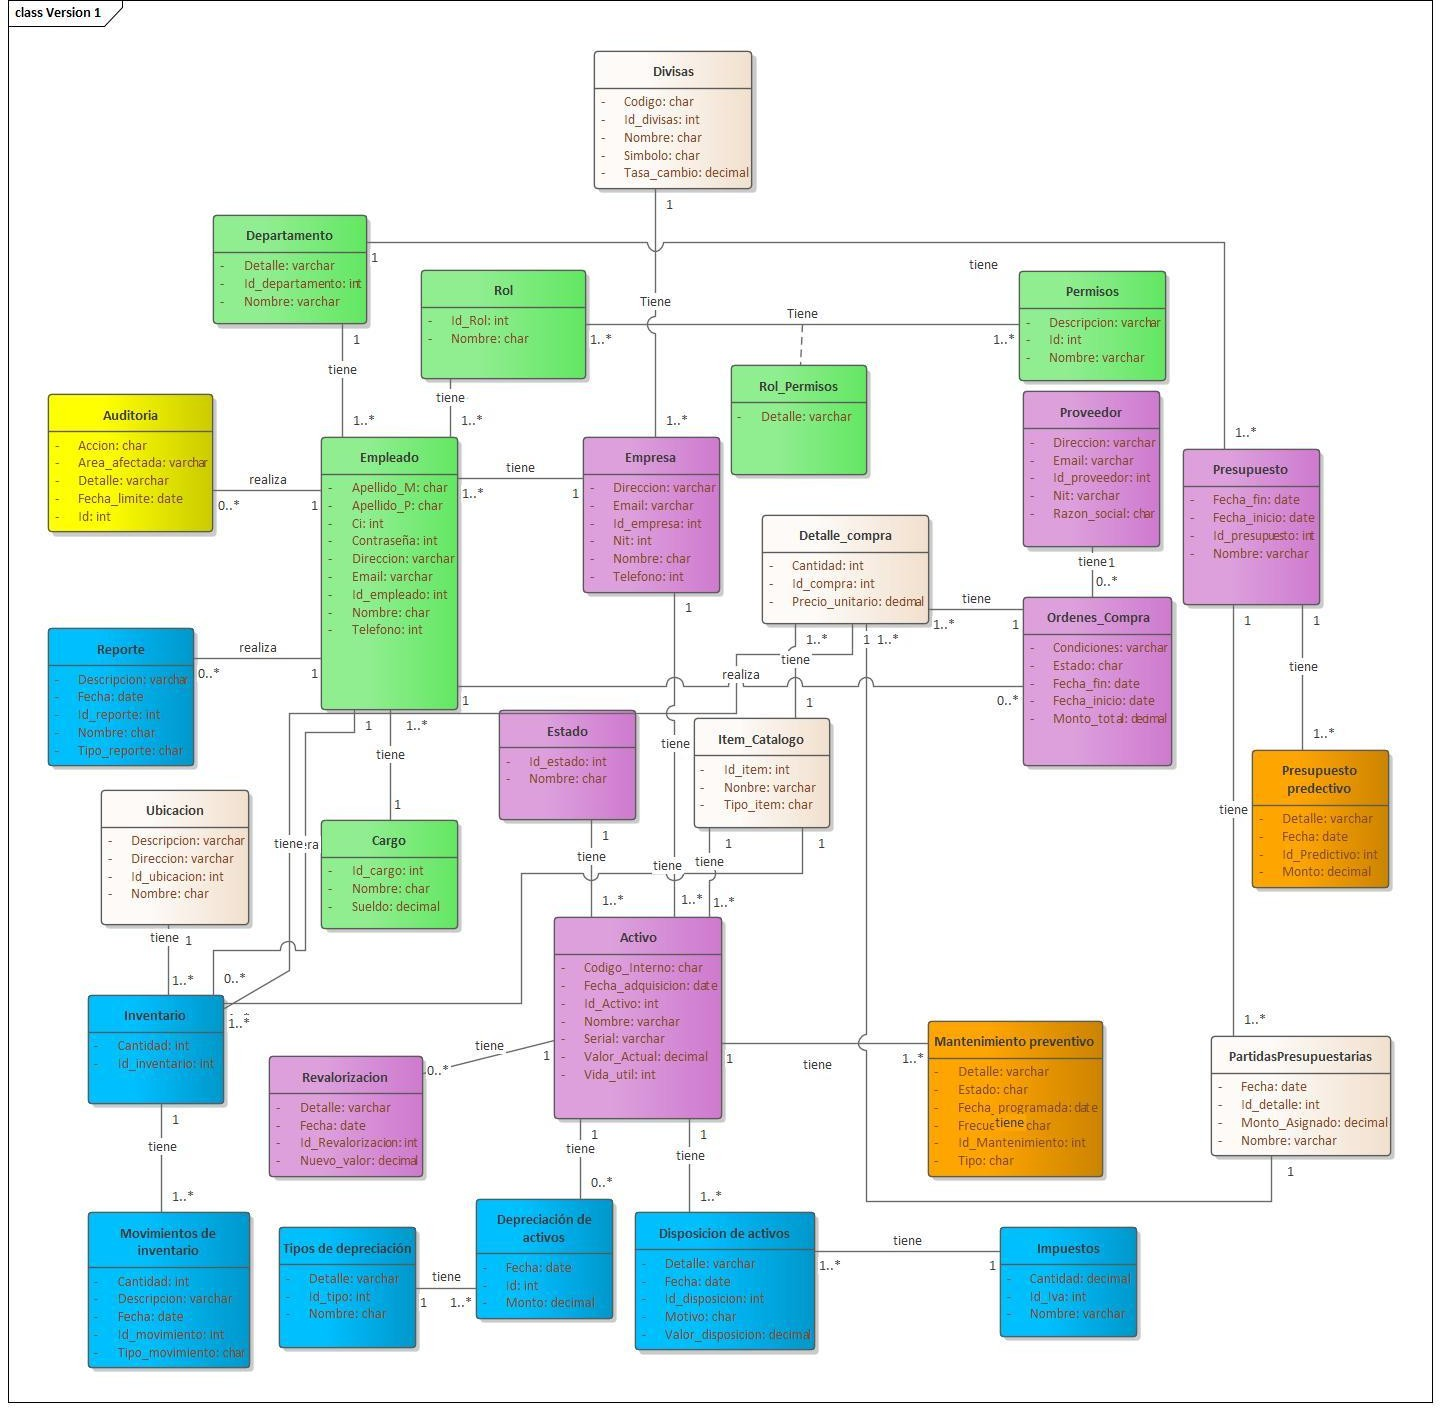 class Version 1
Divisas
- Codigo: char
- Id_divisas: int
- Nombre: char
- Simbolo: char
- Tasa_cambio: decimal
1
Tiene
1..*
Departamento
- Detalle: varchar
- Id_departamento: int
- Nombre: varchar
1
tiene
1..*
1
tiene
1..*
Rol
- Id_Rol: int
- Nombre: char
1..*
Tiene
1..*
tiene
1..*
Permisos
- Descripcion: varchar
- Id: int
- Nombre: varchar
Rol_Permisos
- Detalle: varchar
Auditoria
- Accion: char
- Area_afectada: varchar
- Detalle: varchar
- Fecha_limite: date
- Id: int
realiza
0..*
1
Empleado
- Apellido_M: char
- Apellido_P: char
- Ci: int
- Contraseña: int
- Direccion: varchar
- Email: varchar
- Id_empleado: int
- Nombre: char
- Telefono: int
tiene
1..*
1
Empresa
- Direccion: varchar
- Email: varchar
- Id_empresa: int
- Nit: int
- Nombre: char
- Telefono: int
1
tiene
1..*
Proveedor
- Direccion: varchar
- Email: varchar
- Id_proveedor: int
- Nit: varchar
- Razon_social: char
tiene
1
0..*
Presupuesto
- Fecha_fin: date
- Fecha_inicio: date
- Id_presupuesto: int
- Nombre: varchar
1
tiene
1..*
1
tiene
1..*
Detalle_compra
- Cantidad: int
- Id_compra: int
- Precio_unitario: decimal
tiene
1..*
1
1..*
tiene
1
1
1..*
Ordenes_Compra
- Condiciones: varchar
- Estado: char
- Fecha_fin: date
- Fecha_inicio: date
- Monto_total: decimal
realiza
1
0..*
Reporte
- Descripcion: varchar
- Fecha: date
- Id_reporte: int
- Nombre: char
- Tipo_reporte: char
realiza
0..*
1
1
1..*
tiene
1
Estado
- Id_estado: int
- Nombre: char
1
tiene
1..*
Item_Catalogo
- Id_item: int
- Nonbre: varchar
- Tipo_item: char
1
tiene
1..*
1
tiene
Presupuesto
predectivo
- Detalle: varchar
- Fecha: date
- Id_Predictivo: int
- Monto: decimal
Ubicacion
- Descripcion: varchar
- Direccion: varchar
- Id_ubicacion: int
- Nombre: char
tiene
1
1..*
tiene
ra
0..*
1..*
Cargo
- Id_cargo: int
- Nombre: char
- Sueldo: decimal
Activo
- Codigo_Interno: char
- Fecha_adquisicion: date
- Id_Activo: int
- Nombre: varchar
- Serial: varchar
- Valor_Actual: decimal
- Vida_util: int
Inventario
- Cantidad: int
- Id_inventario: int
1
tiene
1..*
Revalorizacion
- Detalle: varchar
- Fecha: date
- Id_Revalorizacion: int
- Nuevo_valor: decimal
tiene
0..*
1
1
tiene
1..*
Mantenimiento preventivo
- Detalle: varchar
- Estado: char
- Fecha_programada: date
- Frecue
tiene
char
- Id_Mantenimiento: int
- Tipo: char
PartidasPresupuestarias
- Fecha: date
- Id_detalle: int
- Monto_Asignado: decimal
- Nombre: varchar
1
1
tiene
0..*
1
tiene
1..*
Movimientos de
inventario
- Cantidad: int
- Descripcion: varchar
- Fecha: date
- Id_movimiento: int
- Tipo_movimiento: char
Tipos de depreciación
- Detalle: varchar
- Id_tipo: int
- Nombre: char
tiene
1
1..*
Depreciación de
activos
- Fecha: date
- Id: int
- Monto: decimal
Disposicion de activos
- Detalle: varchar
- Fecha: date
- Id_disposicion: int
- Motivo: char
- Valor_disposicion: decimal
tiene
1..*
1
Impuestos
- Cantidad: decimal
- Id_Iva: int
- Nombre: varchar